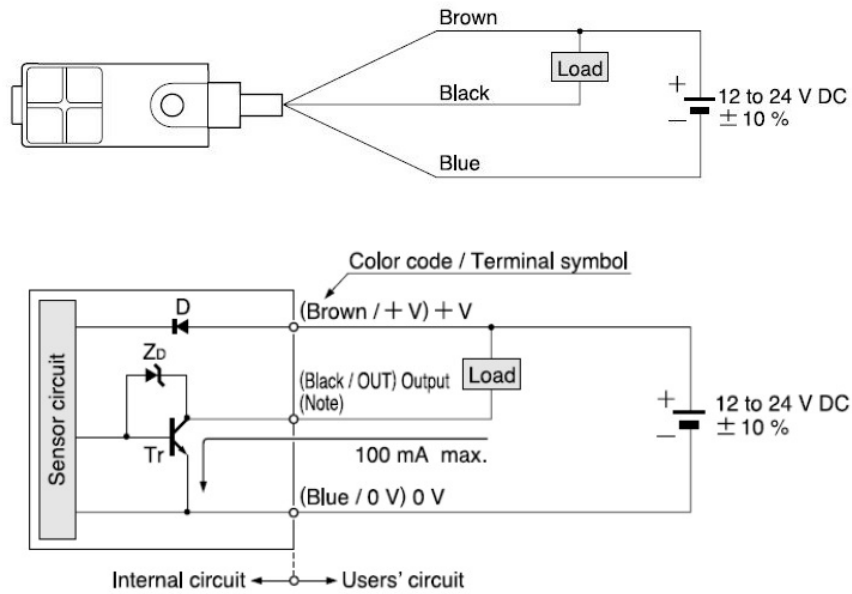 Brown
Load
Black
+
12 to 24 V DC
−
± 10 %
Blue
Color code / Terminal symbol
D
(Brown / + V) + V
ZD
Sensor circuit
(Black / OUT) Output
Load
(Note)
+
12 to 24 V DC
−
± 10 %
Tr
100 mA max.
(Blue / 0 V) 0 V
Internal circuit
Users' circuit